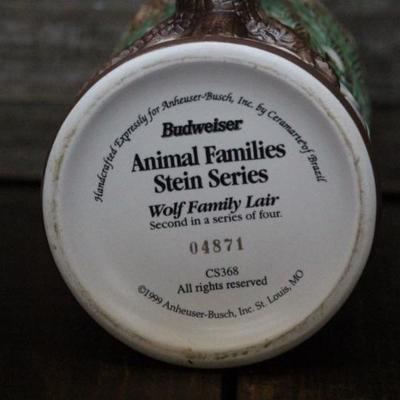 Handcrafted Expressly for Anheuser-Busch, Inc. by Ceramarte of Brazil
Budweiser
Animal Families
Stein Series
Wolf Family Lair
Second in a series of four.
04871
CS368
All rights reserved
©1999 Anheuser-Busch, Inc. St. Louis, MO